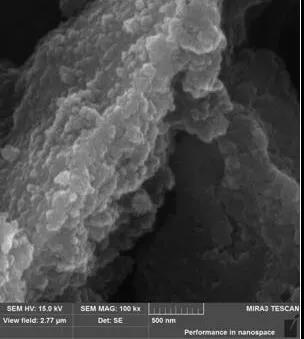 SEM HV: 15.0 kV SEM MAG: 100 kx MIRA3 TESCAN
View field: 2.77 µm Det: SE 500 nm
Performance in nanospace